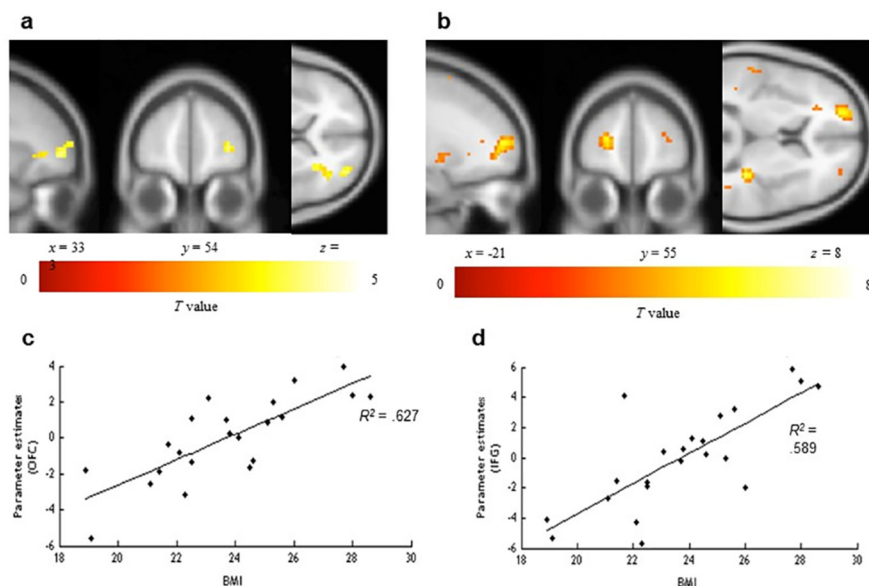 a
b
x = 33 y = 54 z =
3
x = -21 y = 55 z = 8
0 5
T value
0 8
T value
c
d
4
2
0
-2
-4
-6
Parameter estimates
(OFC)
R² = .627
18 20 22 24 26 28 30
BMI
6
4
2
0
-2
-4
-6
Parameter estimates
(IFG)
R² =
.589
18 20 22 24 26 28 30
BMI